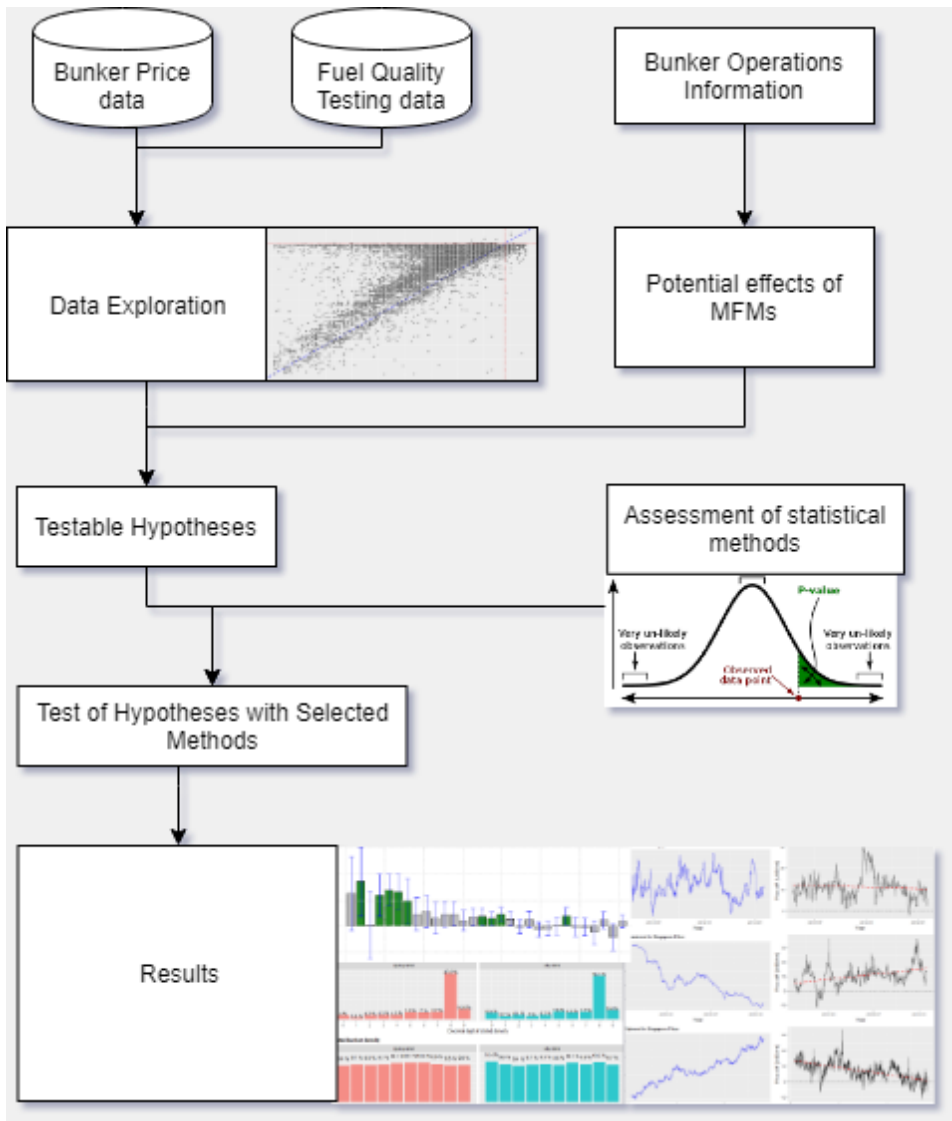 Bunker Price
data
Fuel Quality
Testing data
Bunker Operations
Information
Data Exploration
Potential effects of
MFMs
Testable Hypotheses
Assessment of statistical
methods
P-value
Very un-likely
observations
Very un-likely
observations
Observed
data point
Test of Hypotheses with Selected
Methods
Results